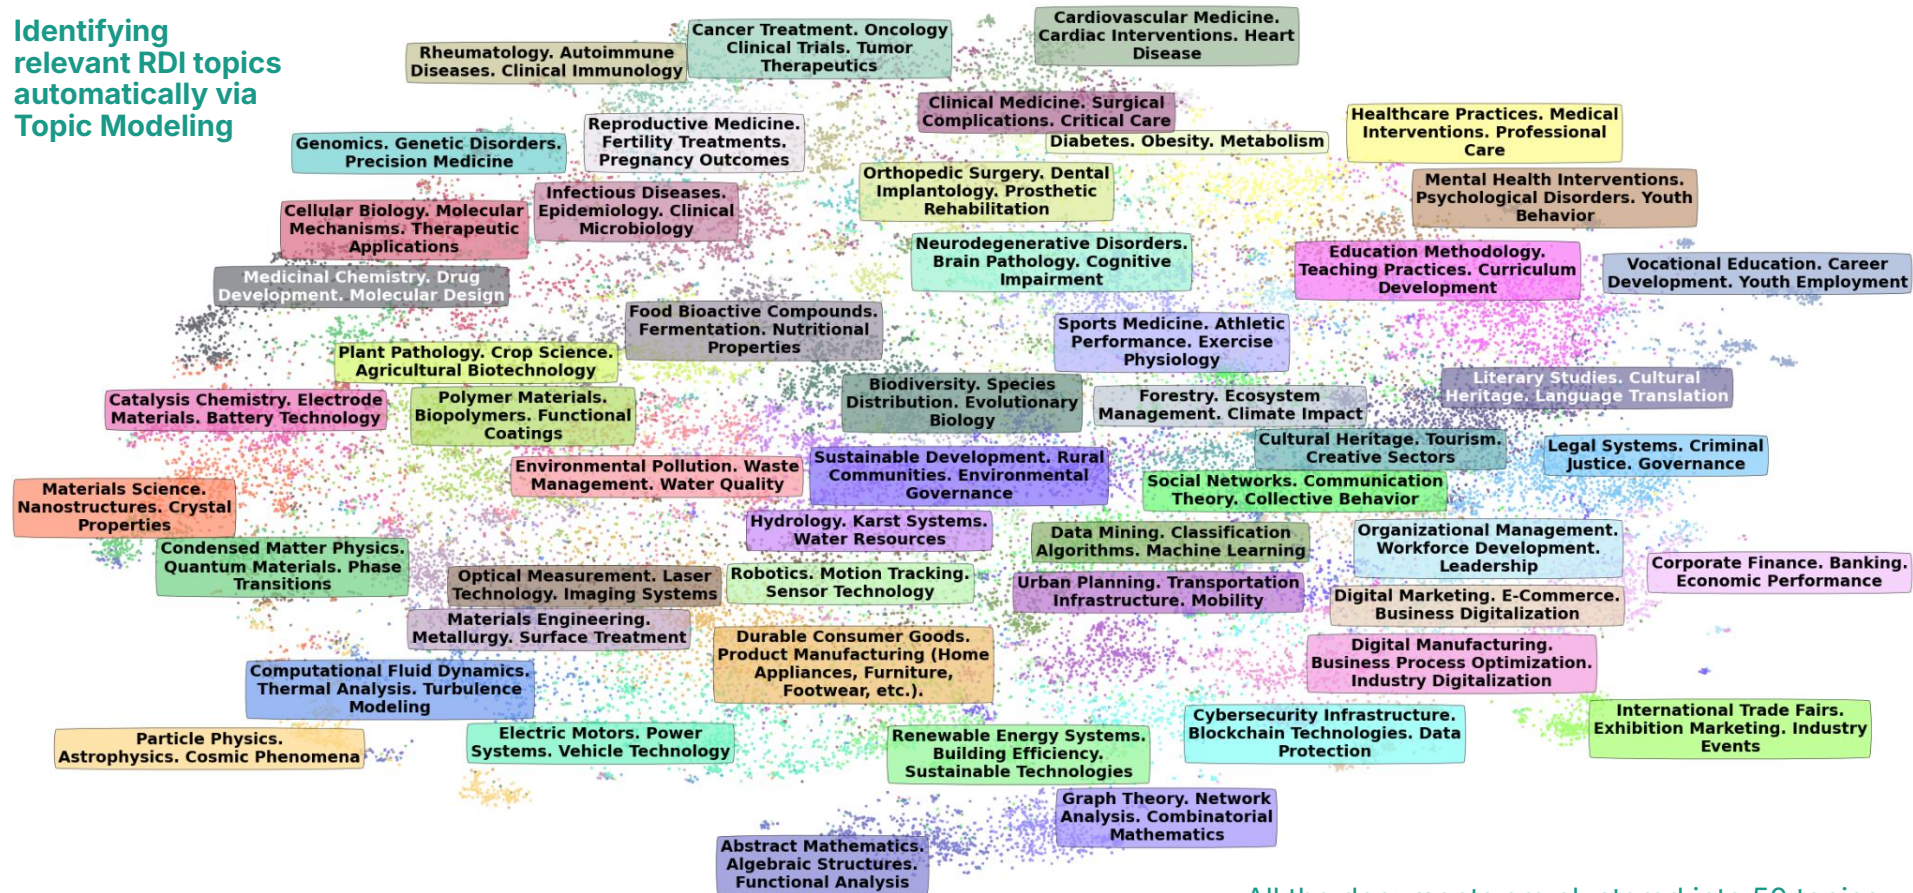 Identifying
relevant RDI topics
automatically via
Topic Modeling
Cardiovascular Medicine.
Cardiac Interventions. Heart
Disease
Cancer Treatment. Oncology
Clinical Trials. Tumor
Therapeutics
Rheumatology. Autoimmune
Diseases. Clinical Immunology
Clinical Medicine. Surgical
Complications. Critical Care
Healthcare Practices. Medical
Interventions. Professional
Care
Reproductive Medicine.
Fertility Treatments.
Pregnancy Outcomes
Diabetes. Obesity. Metabolism
Genomics. Genetic Disorders.
Precision Medicine
Orthopedic Surgery. Dental
Implantology. Prosthetic
Rehabilitation
Mental Health Interventions.
Psychological Disorders. Youth
Behavior
Infectious Diseases.
Epidemiology. Clinical
Microbiology
Cellular Biology. Molecular
Mechanisms. Therapeutic
Applications
Neurodegenerative Disorders.
Brain Pathology. Cognitive
Impairment
Education Methodology.
Teaching Practices. Curriculum
Development
Vocational Education. Career
Development. Youth Employment
Medicinal Chemistry. Drug
Development. Molecular Design
Food Bioactive Compounds.
Fermentation. Nutritional
Properties
Sports Medicine. Athletic
Performance. Exercise
Physiology
Plant Pathology. Crop Science.
Agricultural Biotechnology
Literary Studies. Cultural
Heritage. Language Translation
Biodiversity. Species
Distribution. Evolutionary
Biology
Forestry. Ecosystem
Management. Climate Impact
Catalysis Chemistry. Electrode
Materials. Battery Technology
Polymer Materials.
Biopolymers. Functional
Coatings
Cultural Heritage. Tourism.
Creative Sectors
Legal Systems. Criminal
Justice. Governance
Sustainable Development. Rural
Communities. Environmental
Governance
Environmental Pollution. Waste
Management. Water Quality
Social Networks. Communication
Theory. Collective Behavior
Materials Science.
Nanostructures. Crystal
Properties
Hydrology. Karst Systems.
Water Resources
Data Mining. Classification
Algorithms. Machine Learning
Organizational Management.
Workforce Development.
Leadership
Condensed Matter Physics.
Quantum Materials. Phase
Transitions
Corporate Finance. Banking.
Economic Performance
Optical Measurement. Laser
Technology. Imaging Systems
Robotics. Motion Tracking.
Sensor Technology
Urban Planning. Transportation
Infrastructure. Mobility
Digital Marketing. E-Commerce.
Business Digitalization
Materials Engineering.
Metallurgy. Surface Treatment
Durable Consumer Goods.
Product Manufacturing (Home
Appliances, Furniture,
Footwear, etc.).
Digital Manufacturing.
Business Process Optimization.
Industry Digitalization
Computational Fluid Dynamics.
Thermal Analysis. Turbulence
Modeling
International Trade Fairs.
Exhibition Marketing. Industry
Events
Cybersecurity Infrastructure.
Blockchain Technologies. Data
Protection
Electric Motors. Power
Systems. Vehicle Technology
Renewable Energy Systems.
Building Efficiency.
Sustainable Technologies
Particle Physics.
Astrophysics. Cosmic Phenomena
Graph Theory. Network
Analysis. Combinatorial
Mathematics
Abstract Mathematics.
Algebraic Structures.
Functional Analysis